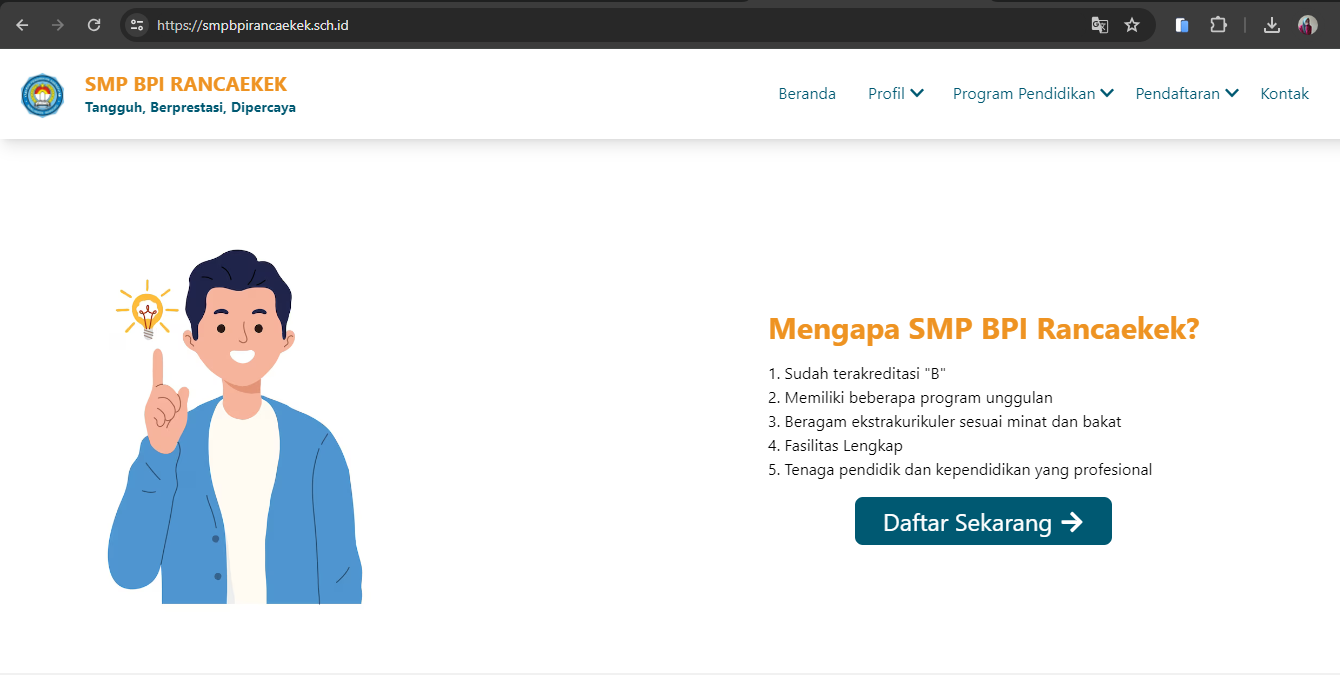 https://smpbpirancaekek.sch.id
SMP BPI RANCAEKEK
Tangguh, Berprestasi, Dipercaya
Beranda Profil Program Pendidikan Pendaftaran Kontak
Mengapa SMP BPI Rancaekek?
1. Sudah terakreditasi "B"
2. Memiliki beberapa program unggulan
3. Beragam ekstrakurikuler sesuai minat dan bakat
4. Fasilitas Lengkap
5. Tenaga pendidik dan kependidikan yang profesional
Daftar Sekarang